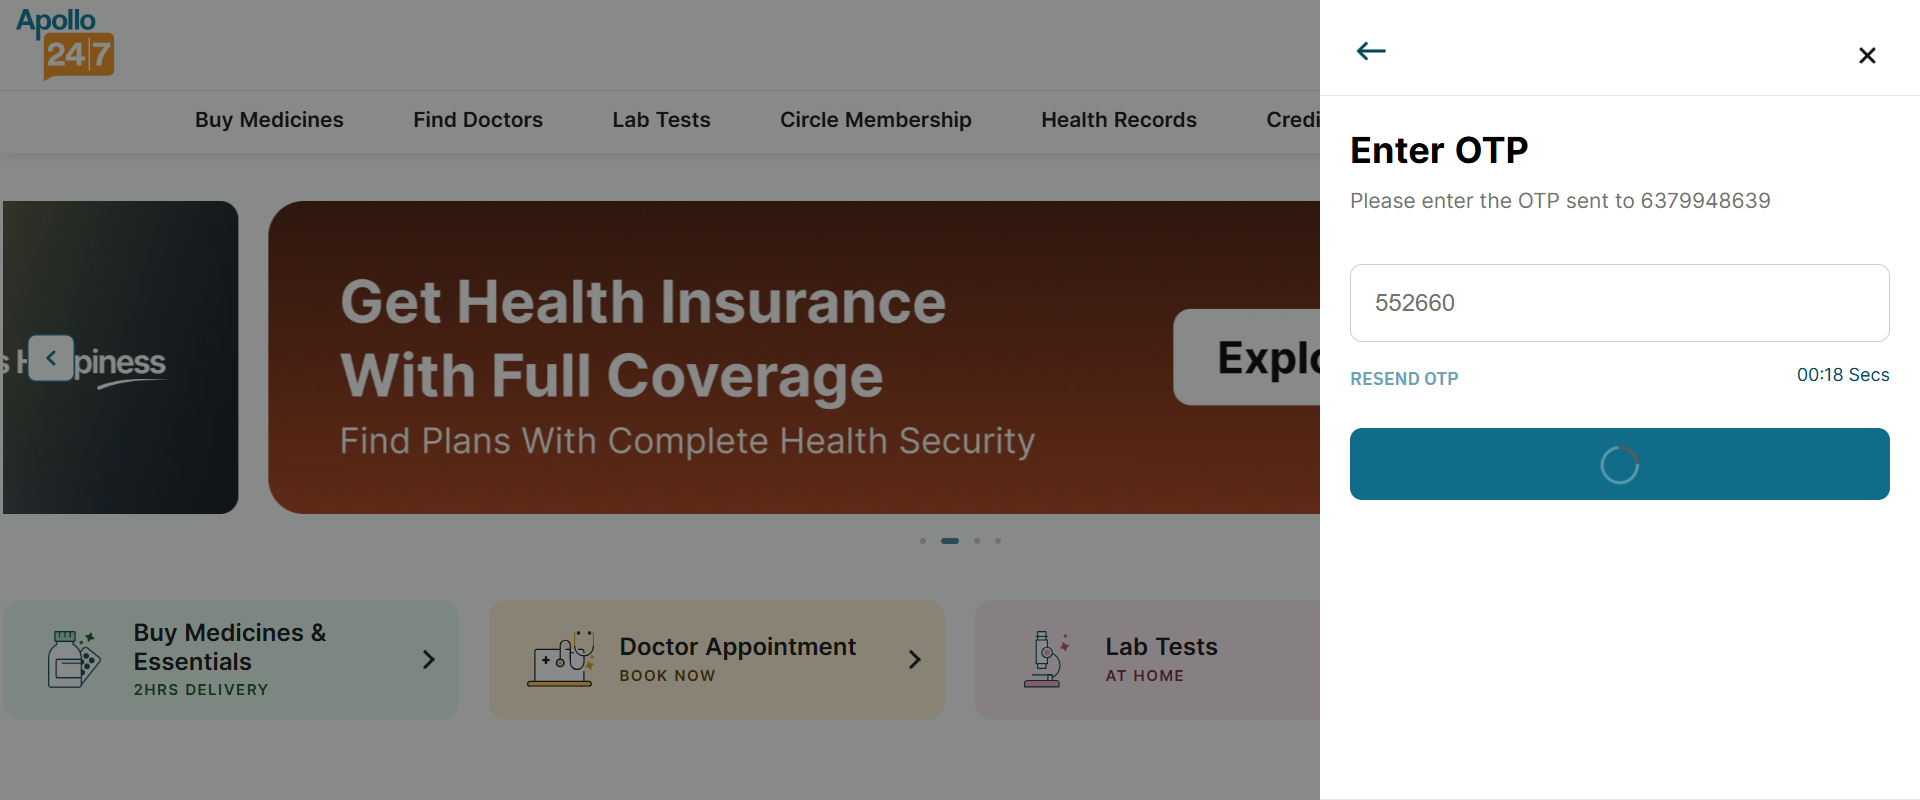 Apollo
24|7
Buy Medicines
Find Doctors
Lab Tests
Circle Membership
Health Records
Enter OTP
Please enter the OTP sent to 6379948639
552660
RESEND OTP
00:18 Secs
piness
Get Health Insurance
With Full Coverage
Find Plans With Complete Health Security
Buy Medicines &
Essentials
2HRS DELIVERY
Doctor Appointment
BOOK NOW
Lab Tests
AT HOME